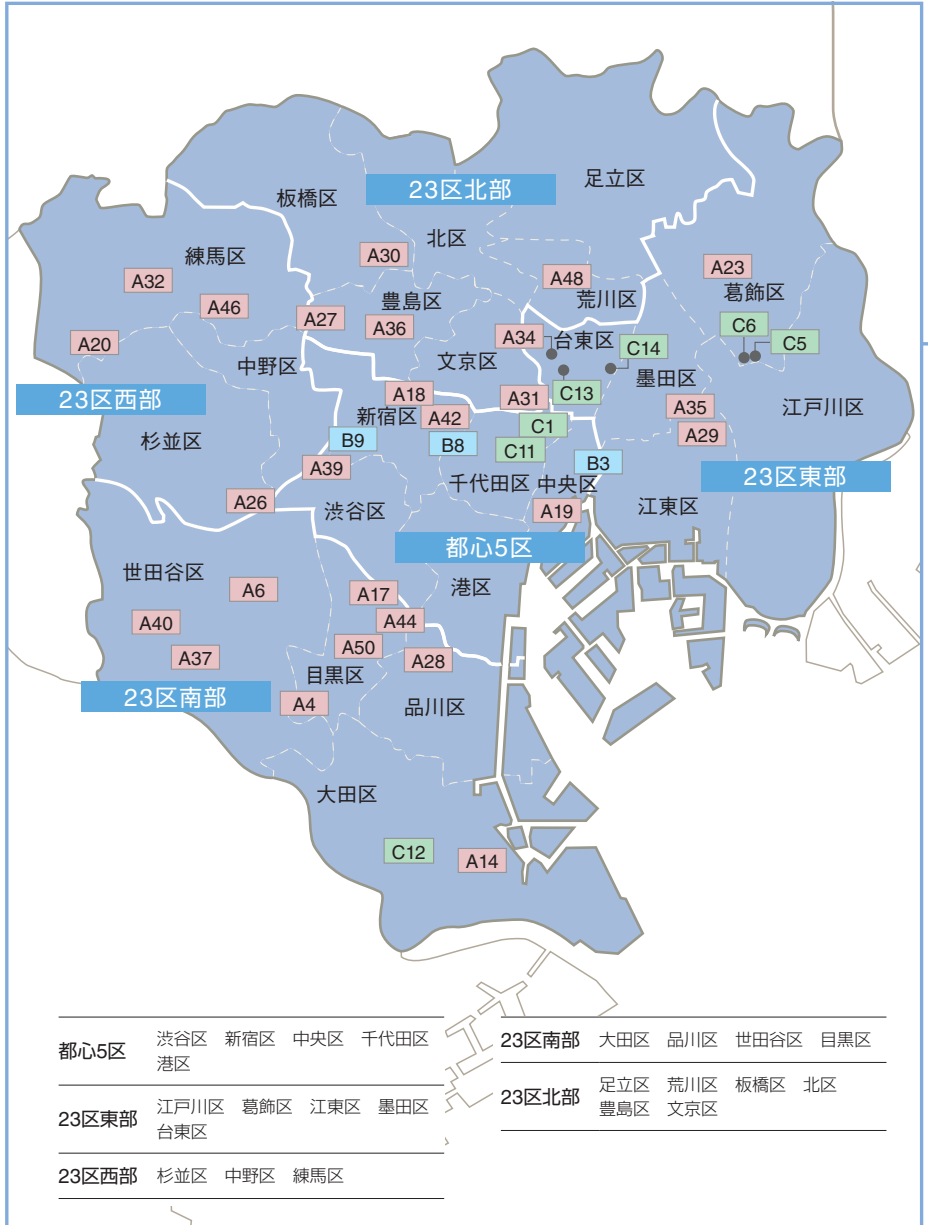 足立区
板橋区
23区北部
北区
練馬区
A30
A23
A32
A48
葛飾区
荒川区
豊島区
A46
A27
A36
C6
A34
台東区
C14
C5
A20
文京区
中野区
墨田区
A18
A31
C13
23区西部
新宿区
A42
A35
江戸川区
C1
A29
杉並区
B9
B8
C11
B3
A39
千代田区
中央区
23区東部
A26
渋谷区
A19
江東区
都心5区
世田谷区
A6
A17
港区
A40
A44
A50
A37
A28
目黒区
23区南部
A4
品川区
大田区
C12
A14
都心5区 渋谷区 新宿区 中央区 千代田区
港区
23区東部 江戸川区 葛飾区 江東区 墨田区
台東区
23区西部 杉並区 中野区 練馬区
23区南部 大田区 品川区 世田谷区 目黒区
23区北部 足立区 荒川区 板橋区 北区
豊島区 文京区